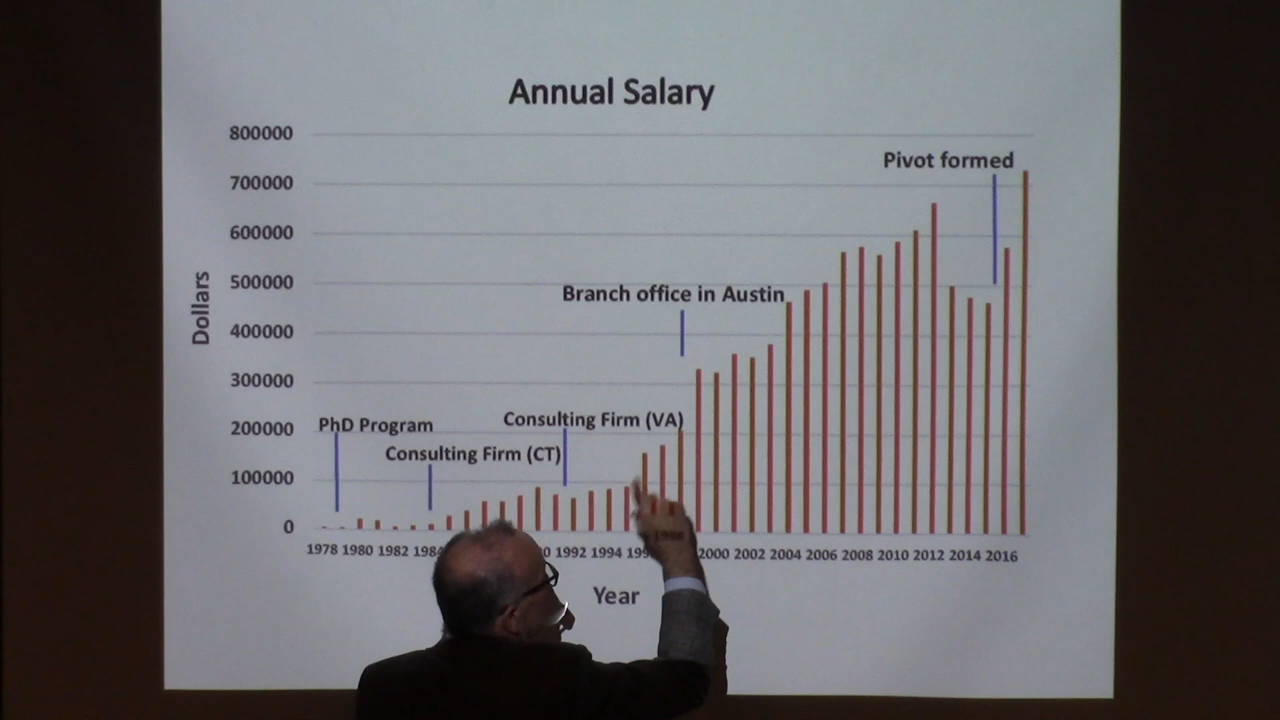 Annual Salary
800000
700000
600000
500000
400000
300000
200000
100000
0
Dollars
Pivot formed
Branch office in Austin
Consulting Firm (VA)
PhD Program
Consulting Firm (CT)
1978 1980 1982 1984 1992 1994 1998 2000 2002 2004 2006 2008 2010 2012 2014 2016
Year